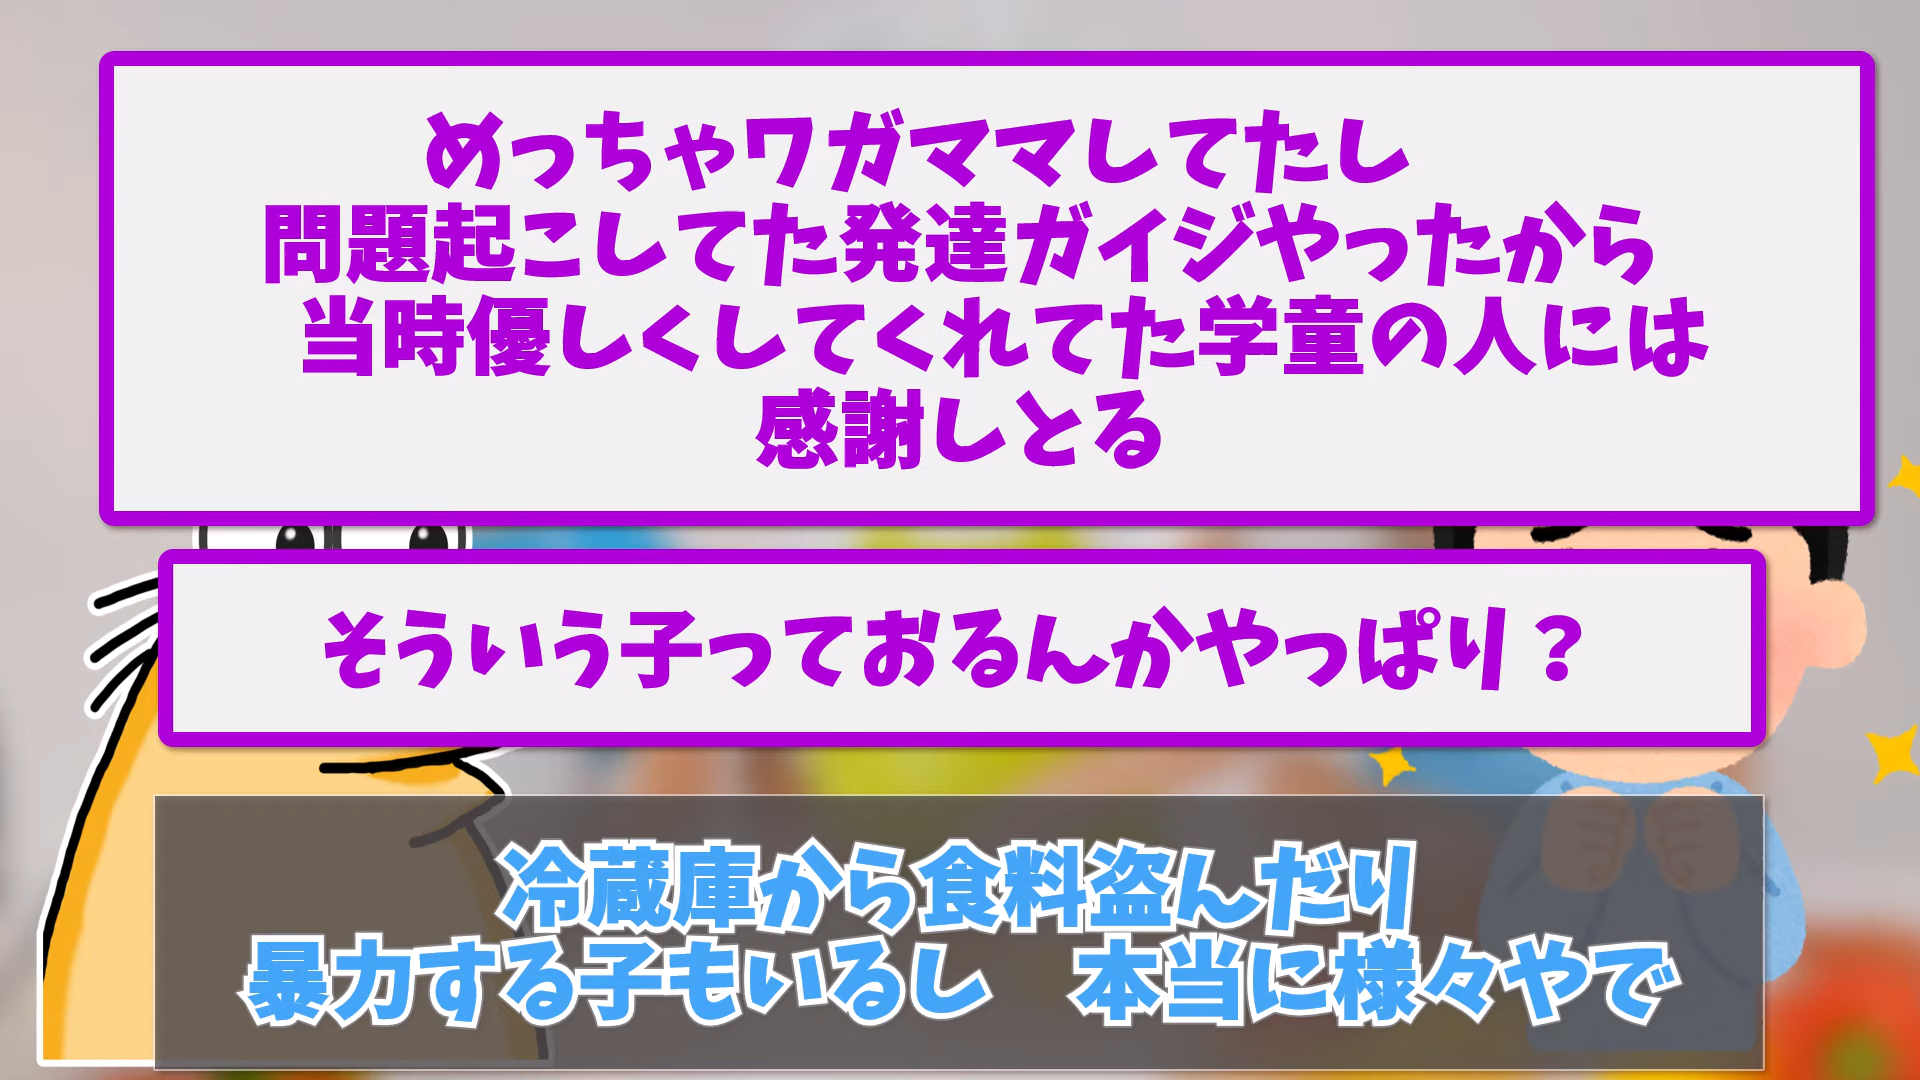 めっちゃワガママしてたし
問題起こしてた発達ガイジやったから
当時優しくしてくれてた学童の人には
感謝しとる
そういう子っておるんかやっぱり？
冷蔵庫から食料盗んだり
暴力する子もいるし　本当に様々やで